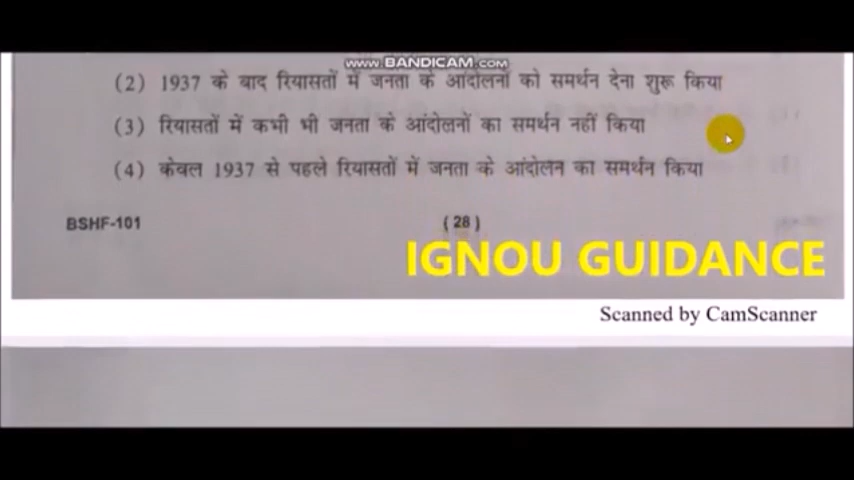 www.BANDICAM.com
(2) 1937 के बाद रियासतों में जनता के आंदोलनों को समर्थन देना शुरू किया
(3) रियासतों में कभी भी जनता के आंदोलनों का समर्थन नहीं किया
(4) केवल 1937 से पहले रियासतों में जनता के आंदोलन का समर्थन किया
BSHF-101 (28)
IGNOU GUIDANCE
Scanned by CamScanner